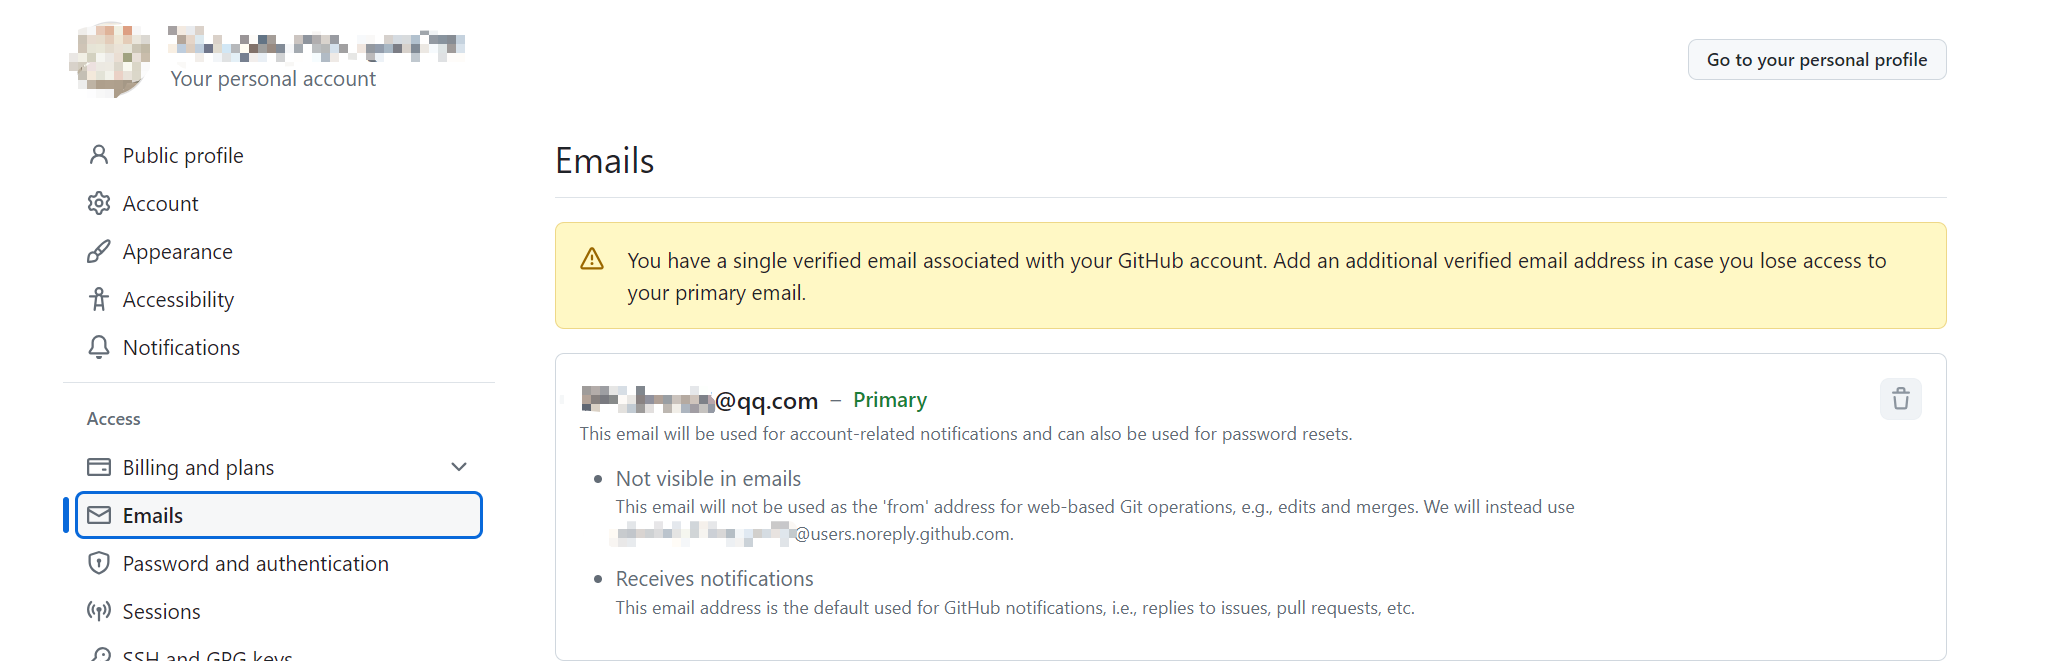 Your personal account
Go to your personal profile
Public profile
Account
Appearance
Accessibility
Notifications
Access
Billing and plans
Emails
Password and authentication
Sessions
SSH and GPG keys
Emails
You have a single verified email associated with your GitHub account. Add an additional verified email address in case you lose access to
your primary email.
@qq.com – Primary
This email will be used for account-related notifications and can also be used for password resets.
Not visible in emails
This email will not be used as the 'from' address for web-based Git operations, e.g., edits and merges. We will instead use
@users.noreply.github.com.
Receives notifications
This email address is the default used for GitHub notifications, i.e., replies to issues, pull requests, etc.